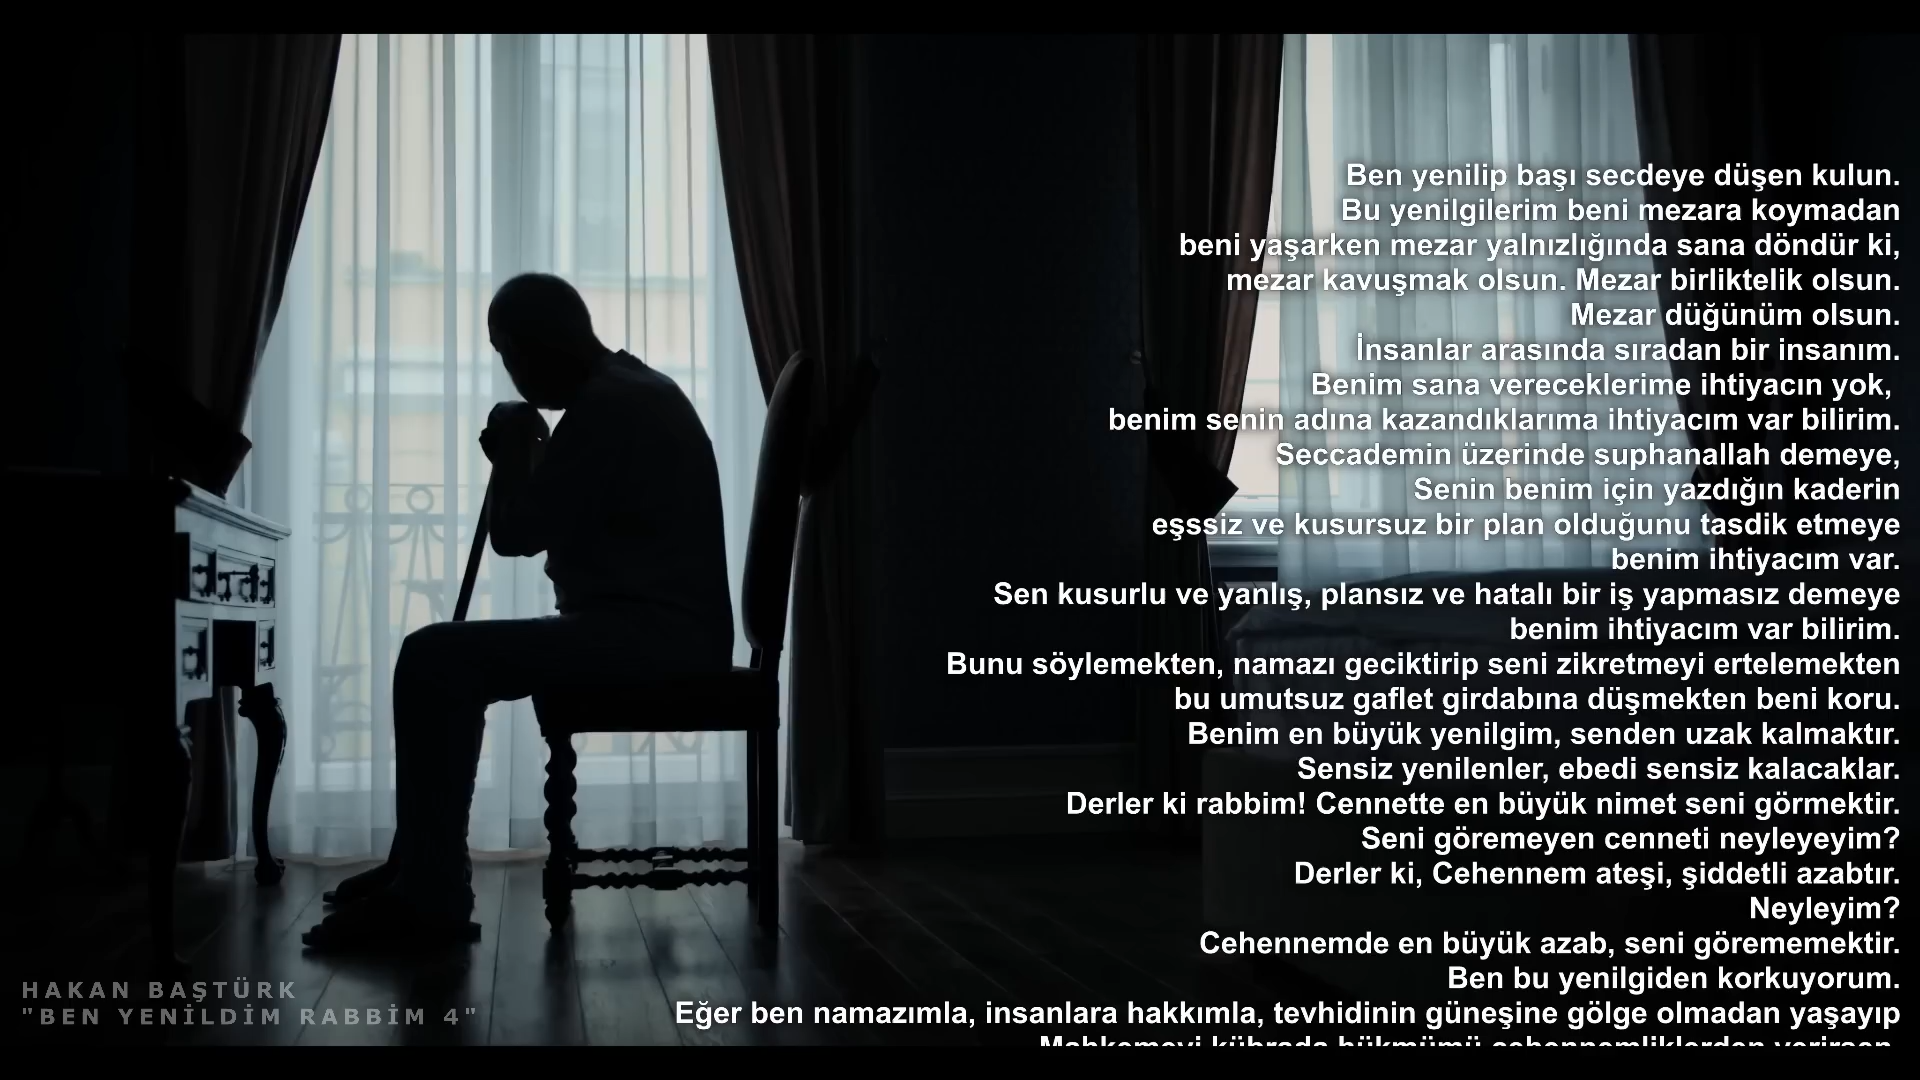 Ben yenilip başı secdeye düşen kulun.
Bu yenilgilerim beni mezara koymadan
beni yaşarken mezar yalnızlığında sana döndür ki,
mezar kavuşmak olsun. Mezar birliktelik olsun.
Mezar düğünüm olsun.
İnsanlar arasında sıradan bir insanım.
Benim sana vereceklerime ihtiyacın yok,
benim senin adına kazandıklarıma ihtiyacım var bilirim.
Seccademin üzerinde suphanallah demeye,
Senin benim için yazdığın kaderin
eşssiz ve kusursuz bir plan olduğunu tasdik etmeye
benim ihtiyacım var.
Sen kusurlu ve yanlış, plansız ve hatalı bir iş yapmasız demeye
benim ihtiyacım var bilirim.
Bunu söylemekten, namazı geciktirip seni zikretmeyi ertelemekten
bu umutsuz gaflet girdabına düşmekten beni koru.
Benim en büyük yenilgim, senden uzak kalmaktır.
Sensiz yenilenler, ebedi sensiz kalacaklar.
Derler ki rabbim! Cennette en büyük nimet seni görmektir.
Seni göremeyen cenneti neyleyeyim?
Derler ki, Cehennem ateşi, şiddetli azabtır.
Neyleyim?
Cehennemde en büyük azab, seni görememektir.
Ben bu yenilgiden korkuyorum.
Eğer ben namazımla, insanlara hakkımla, tevhidinin güneşine gölge olmadan yaşayıp
Mahkemeyi kübrada hükmümü cehennemliklerden verirsen,
HAKAN BAŞTÜRK
"BEN YENİLDİM RABBİM 4"